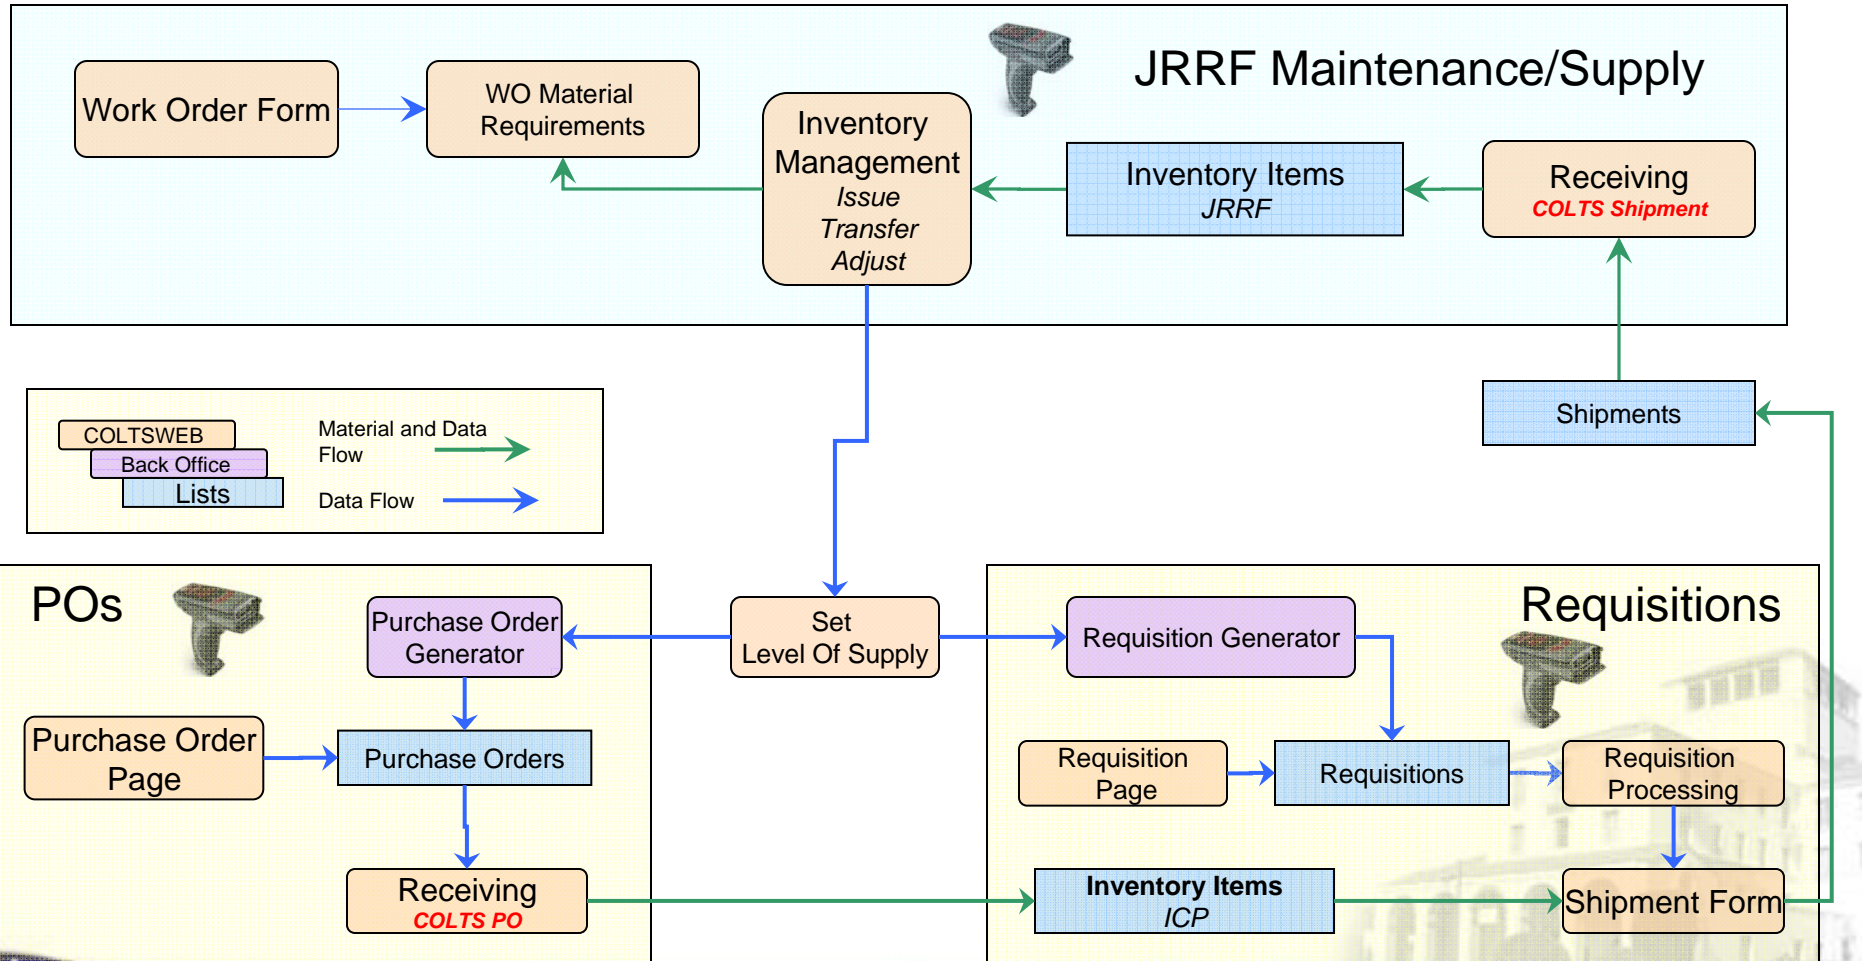 JRRF Maintenance/Supply
Work Order Form
WO Material
Requirements
Inventory
Management
Issue
Transfer
Adjust
Inventory Items
JRRF
Receiving
COLTS Shipment
Shipments
COLTSWEB
Back Office
Lists
Material and Data
Flow
Data Flow
POs
Purchase Order
Generator
Purchase Order
Page
Purchase Orders
Receiving
COLTS PO
Set
Level Of Supply
Requisitions
Requisition Generator
Requisition
Page
Requisitions
Requisition
Processing
Inventory Items
ICP
Shipment Form